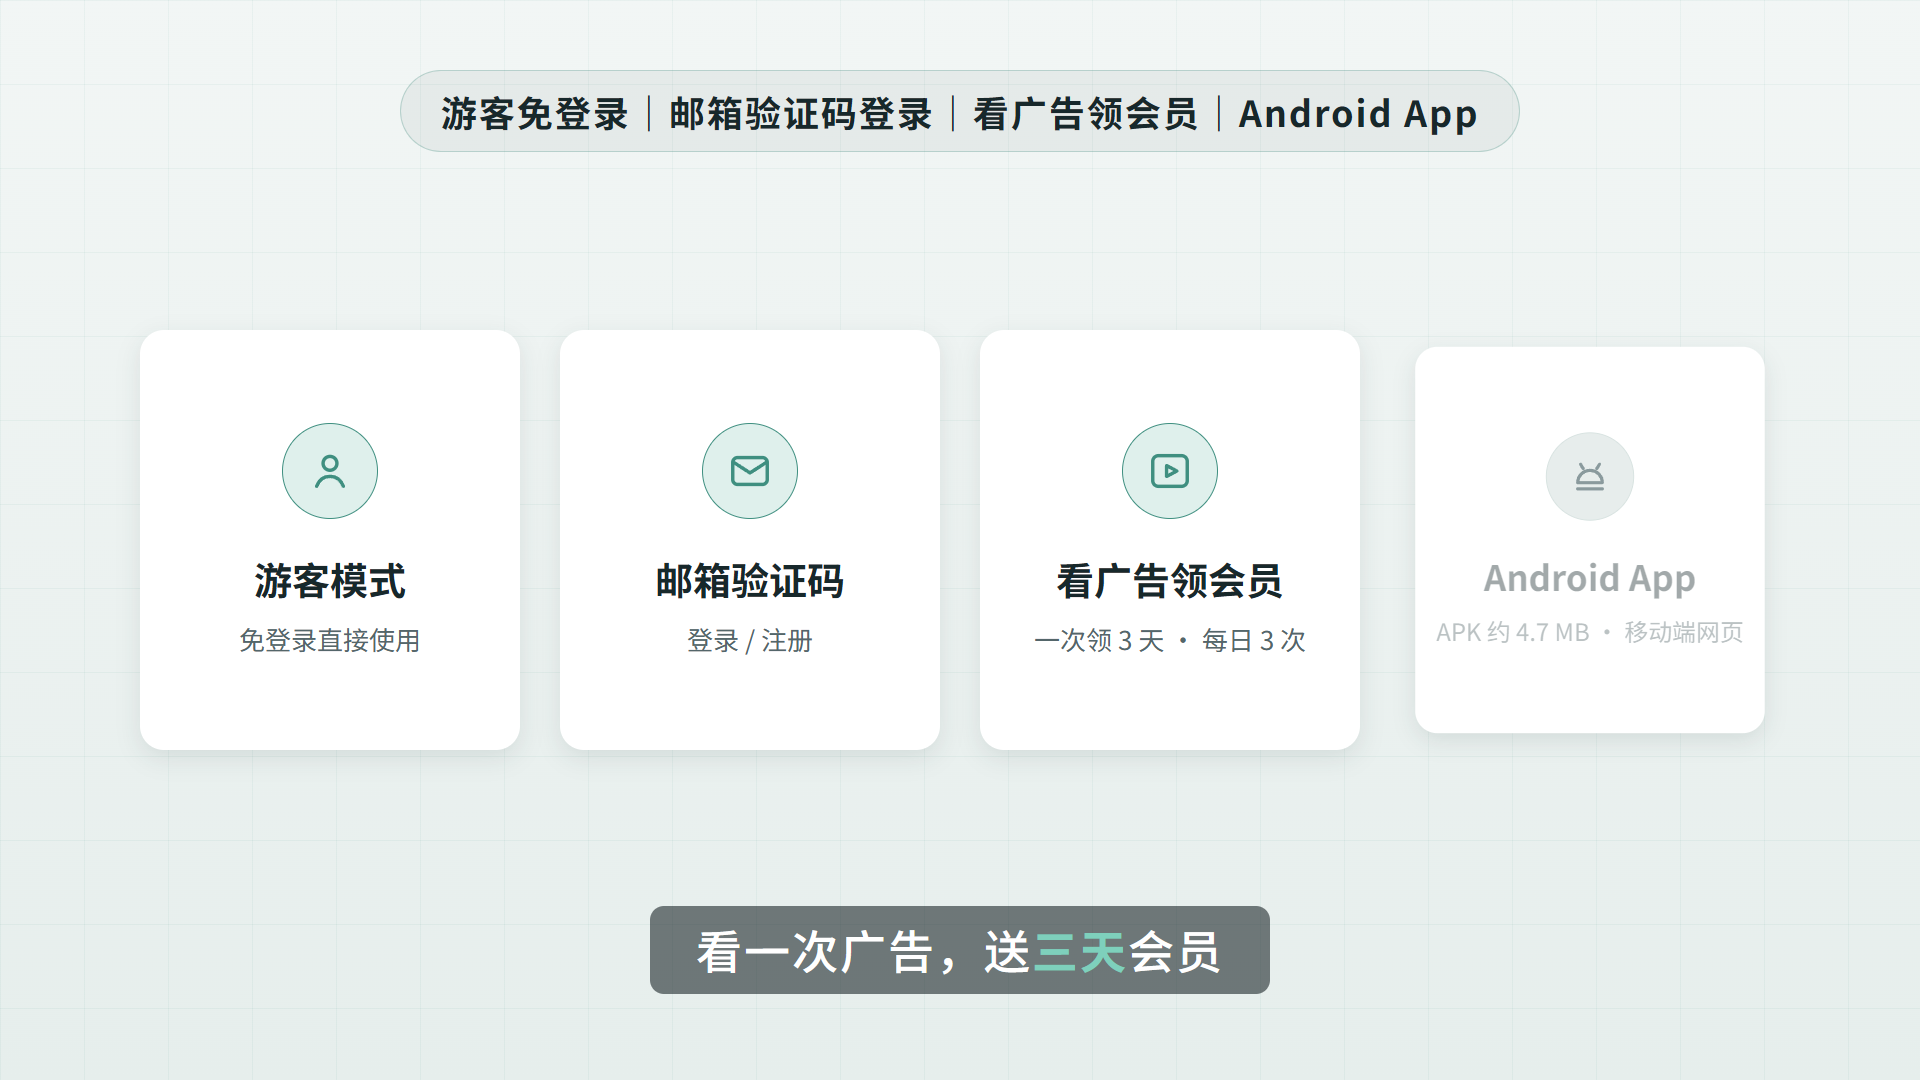 游客免登录｜邮箱验证码登录｜看广告领会员｜Android App
游客模式
免登录直接使用
邮箱验证码
登录 / 注册
看广告领会员
一次领 3 天 · 每日 3 次
Android App
APK 约 4.7 MB · 移动端网页
看一次广告，送三天会员